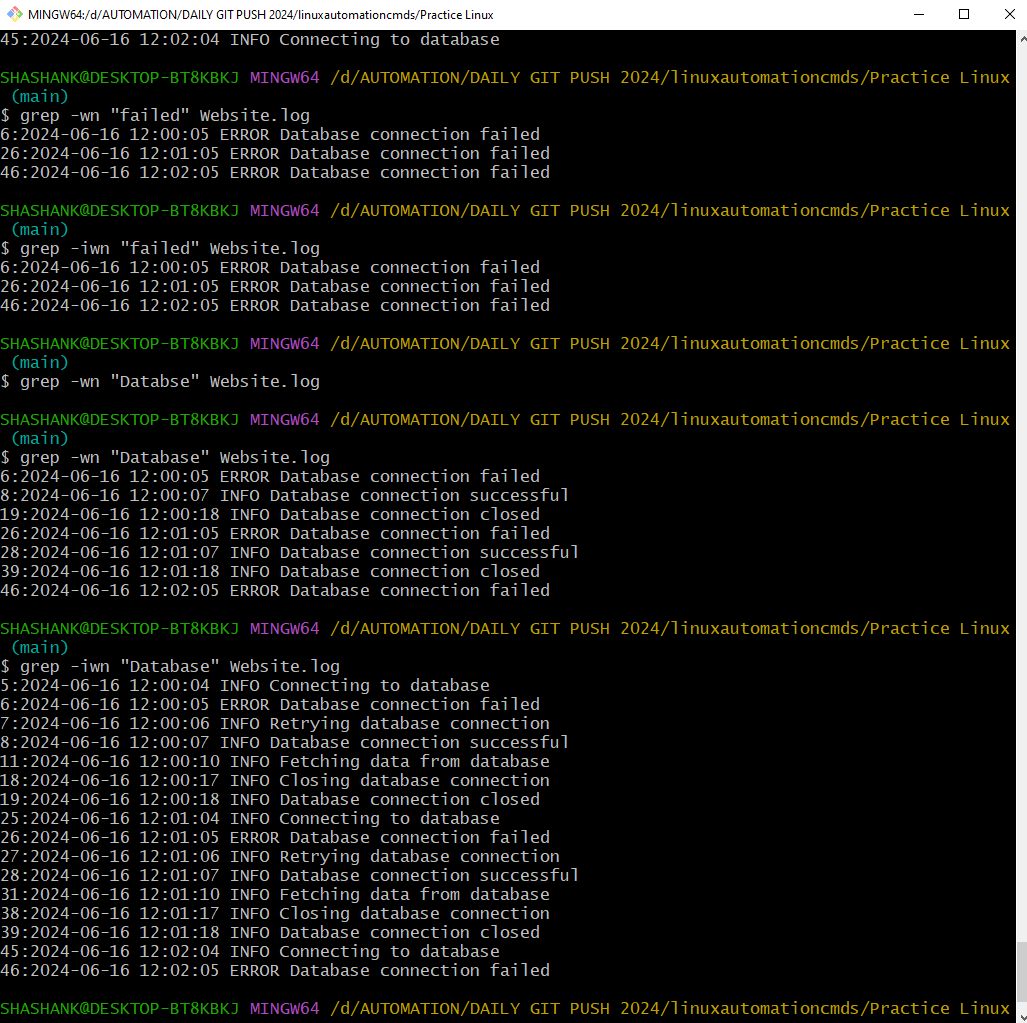 MINGW64:/d/AUTOMATION/DAILY GIT PUSH 2024/linuxautomationcmds/Practice Linux
45:2024-06-16 12:02:04 INFO Connecting to database
SHASHANK@DESKTOP-BT8KBKJ MINGW64 /d/AUTOMATION/DAILY GIT PUSH 2024/linuxautomationcmds/Practice Linux
(main)
$ grep -wn "failed" Website.log
6:2024-06-16 12:00:05 ERROR Database connection failed
26:2024-06-16 12:01:05 ERROR Database connection failed
46:2024-06-16 12:02:05 ERROR Database connection failed
SHASHANK@DESKTOP-BT8KBKJ MINGW64 /d/AUTOMATION/DAILY GIT PUSH 2024/linuxautomationcmds/Practice Linux
(main)
$ grep -iwn "failed" Website.log
6:2024-06-16 12:00:05 ERROR Database connection failed
26:2024-06-16 12:01:05 ERROR Database connection failed
46:2024-06-16 12:02:05 ERROR Database connection failed
SHASHANK@DESKTOP-BT8KBKJ MINGW64 /d/AUTOMATION/DAILY GIT PUSH 2024/linuxautomationcmds/Practice Linux
(main)
$ grep -wn "Databse" Website.log
SHASHANK@DESKTOP-BT8KBKJ MINGW64 /d/AUTOMATION/DAILY GIT PUSH 2024/linuxautomationcmds/Practice Linux
(main)
$ grep -wn "Database" Website.log
6:2024-06-16 12:00:05 ERROR Database connection failed
8:2024-06-16 12:00:07 INFO Database connection successful
19:2024-06-16 12:00:18 INFO Database connection closed
26:2024-06-16 12:01:05 ERROR Database connection failed
28:2024-06-16 12:01:07 INFO Database connection successful
39:2024-06-16 12:01:18 INFO Database connection closed
46:2024-06-16 12:02:05 ERROR Database connection failed
SHASHANK@DESKTOP-BT8KBKJ MINGW64 /d/AUTOMATION/DAILY GIT PUSH 2024/linuxautomationcmds/Practice Linux
(main)
$ grep -iwn "Database" Website.log
5:2024-06-16 12:00:04 INFO Connecting to database
6:2024-06-16 12:00:05 ERROR Database connection failed
7:2024-06-16 12:00:06 INFO Retrying database connection
8:2024-06-16 12:00:07 INFO Database connection successful
11:2024-06-16 12:00:10 INFO Fetching data from database
18:2024-06-16 12:00:17 INFO Closing database connection
19:2024-06-16 12:00:18 INFO Database connection closed
25:2024-06-16 12:01:04 INFO Connecting to database
26:2024-06-16 12:01:05 ERROR Database connection failed
27:2024-06-16 12:01:06 INFO Retrying database connection
28:2024-06-16 12:01:07 INFO Database connection successful
31:2024-06-16 12:01:10 INFO Fetching data from database
38:2024-06-16 12:01:17 INFO Closing database connection
39:2024-06-16 12:01:18 INFO Database connection closed
45:2024-06-16 12:02:04 INFO Connecting to database
46:2024-06-16 12:02:05 ERROR Database connection failed
SHASHANK@DESKTOP-BT8KBKJ MINGW64 /d/AUTOMATION/DAILY GIT PUSH 2024/linuxautomationcmds/Practice Linux